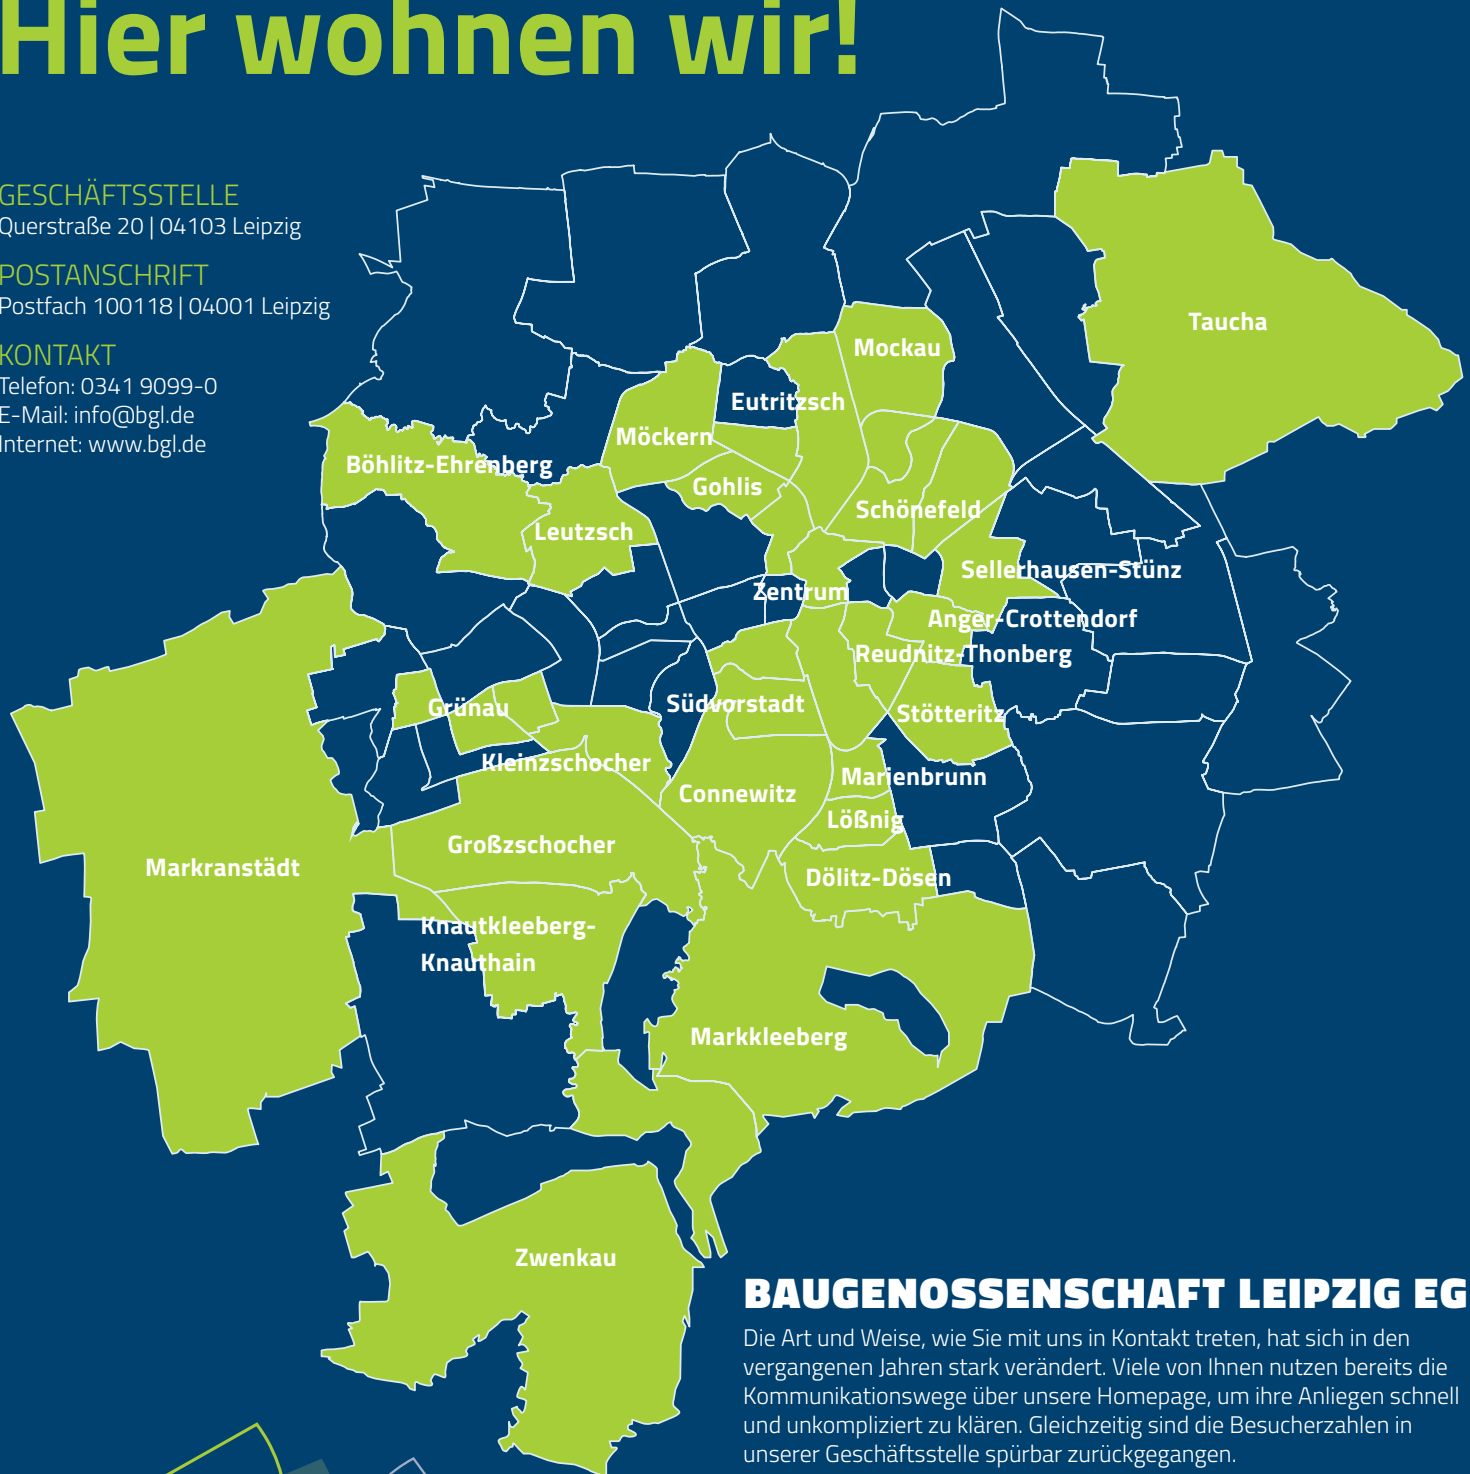 Hier wohnen wir!
GESCHÄFTSSTELLE
Querstraße 20 | 04103 Leipzig
POSTANSCHRIFT
Postfach 100118 | 04001 Leipzig
KONTAKT
Telefon: 0341 9099-0
E-Mail: info@bgl.de
Internet: www.bgl.de
Taucha
Mockau
Eutritzsch
Möckern
Böhlitz-Ehrenberg
Gohlis
Schönefeld
Leutzsch
Sellerhausen-Stünz
Zentrum
Anger-Crottendorf
Reudnitz-Thonberg
Südvorstadt
Grünau
Stötteritz
Kleinzschocher
Marienbrunn
Connewitz
Lößnig
Großzschocher
Markranstädt
Dölitz-Dösen
Knautkleeberg-
Knauthain
Markkleeberg
Zwenkau
BAUGENOSSENSCHAFT LEIPZIG EG
Die Art und Weise, wie Sie mit uns in Kontakt treten, hat sich in den
vergangenen Jahren stark verändert. Viele von Ihnen nutzen bereits die
Kommunikationswege über unsere Homepage, um ihre Anliegen schnell
und unkompliziert zu klären. Gleichzeitig sind die Besucherzahlen in
unserer Geschäftsstelle spürbar zurückgegangen.